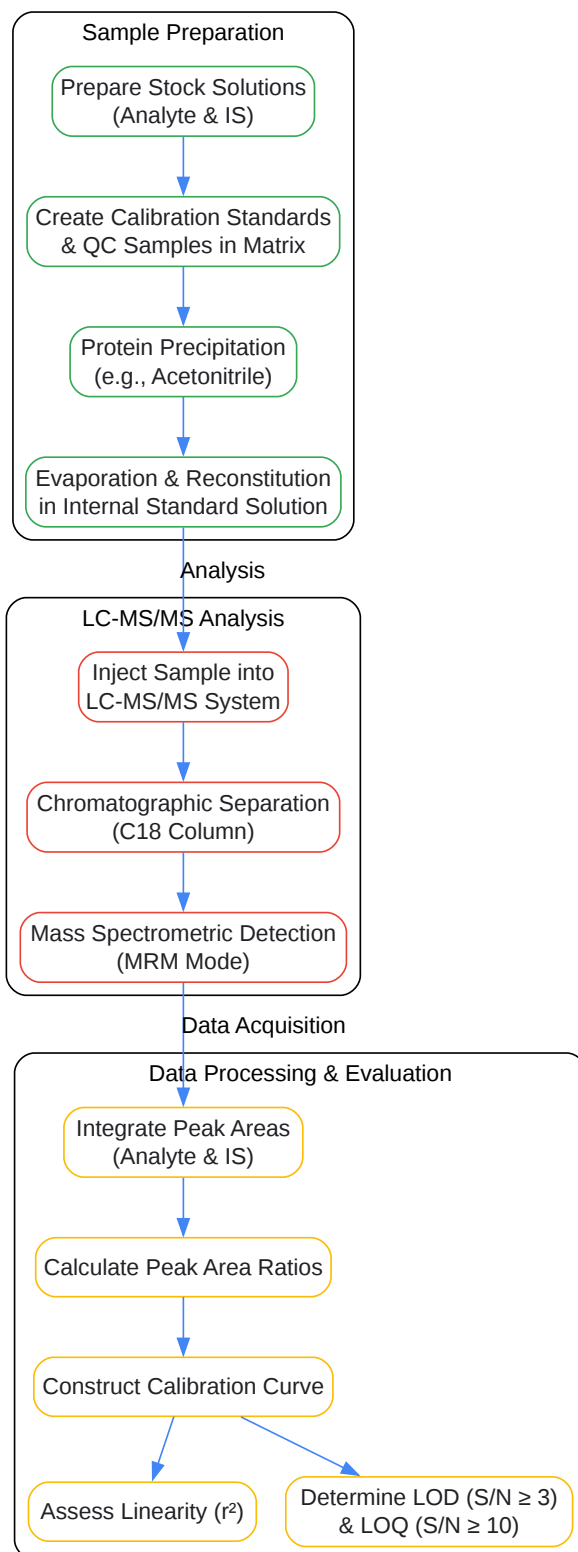 Sample Preparation
Prepare Stock Solutions
(Analyte & IS)
Create Calibration Standards
& QC Samples in Matrix
Protein Precipitation
(e.g., Acetonitrile)
Evaporation & Reconstitution
in Internal Standard Solution
Analysis
LC-MS/MS Analysis
Inject Sample into
LC-MS/MS System
Chromatographic Separation
(C18 Column)
Mass Spectrometric Detection
(MRM Mode)
Data Acquisition
Data Processing & Evaluation
Integrate Peak Areas
(Analyte & IS)
Calculate Peak Area Ratios
Construct Calibration Curve
Assess Linearity (r²)
Determine LOD (S/N ≥ 3)
& LOQ (S/N ≥ 10)